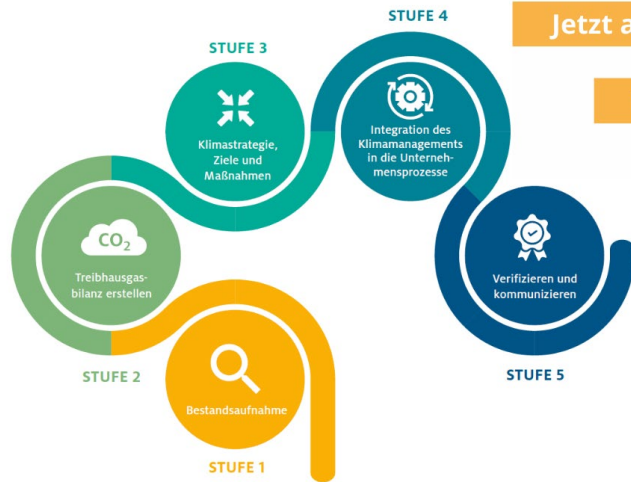 Jetzt a
STUFE 4
STUFE 3
Klimastrategie,
Ziele und
Maßnahmen
Integration des
Klimamanagements
in die Unterneh-
mensprozesse
CO₂
Treibhausgas-
bilanz erstellen
Verifizieren und
kommunizieren
STUFE 2
STUFE 5
Bestandsaufnahme
STUFE 1